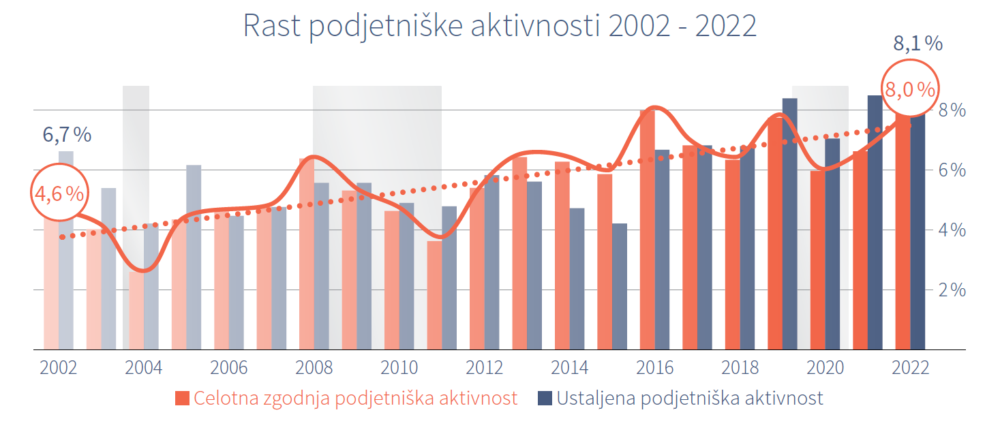 Rast podjetniške aktivnosti 2002 - 2022
8,1 %
8,0 %
8 %
6,7 %
6 %
4,6 %
4 %
2 %
2002 2004 2006 2008 2010 2012 2014 2016 2018 2020 2022
Celotna zgodnja podjetniška aktivnost Ustaljena podjetniška aktivnost